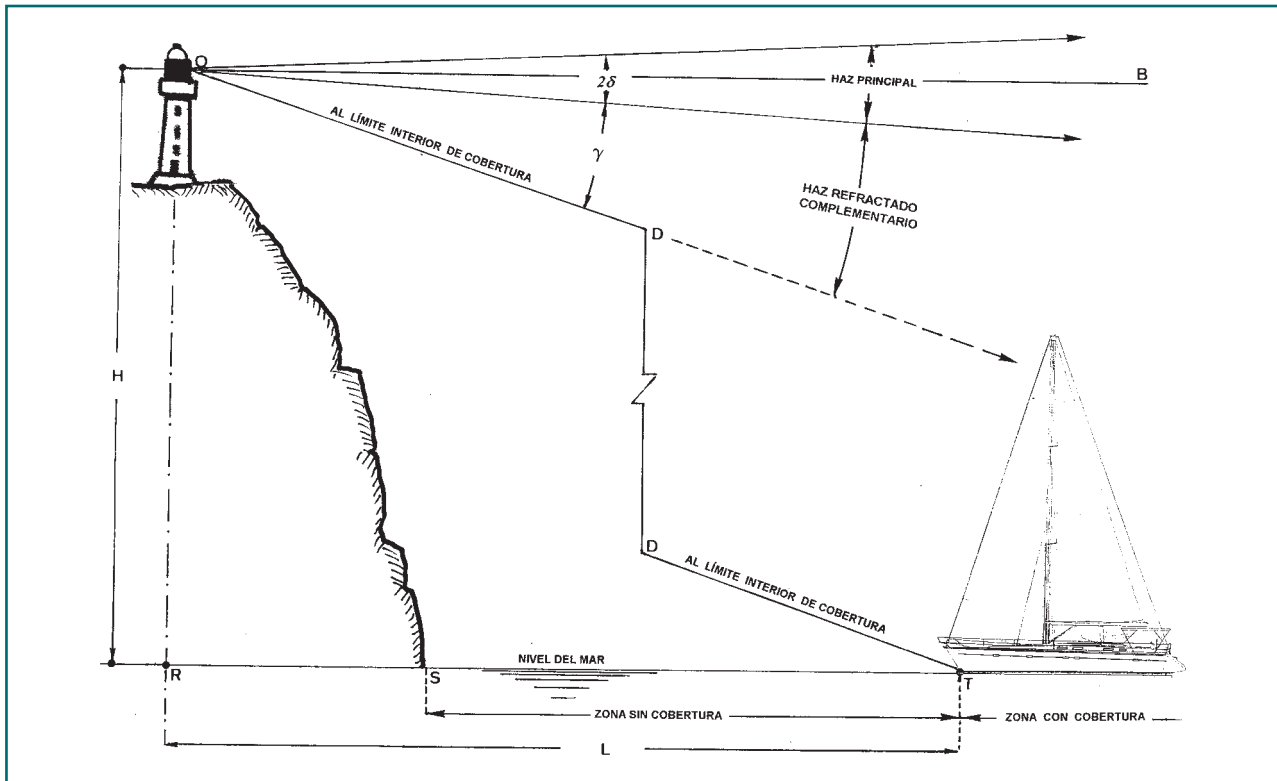 O
2δ
HAZ PRINCIPAL
B
AL LÍMITE INTERIOR DE COBERTURA
γ
HAZ REFRACTADO
COMPLEMENTARIO
D
H
D
AL LÍMITE INTERIOR DE COBERTURA
NIVEL DEL MAR
R
S
T
ZONA SIN COBERTURA
ZONA CON COBERTURA
L